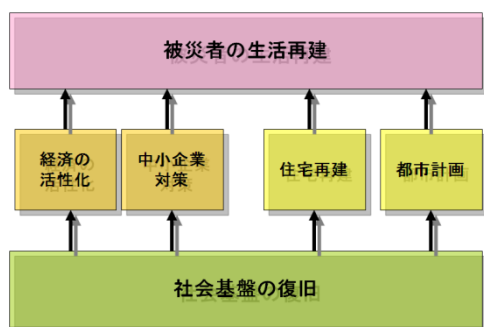 被災者の生活再建
経済の
活性化
中小企業
対策
住宅再建
都市計画
社会基盤の復旧